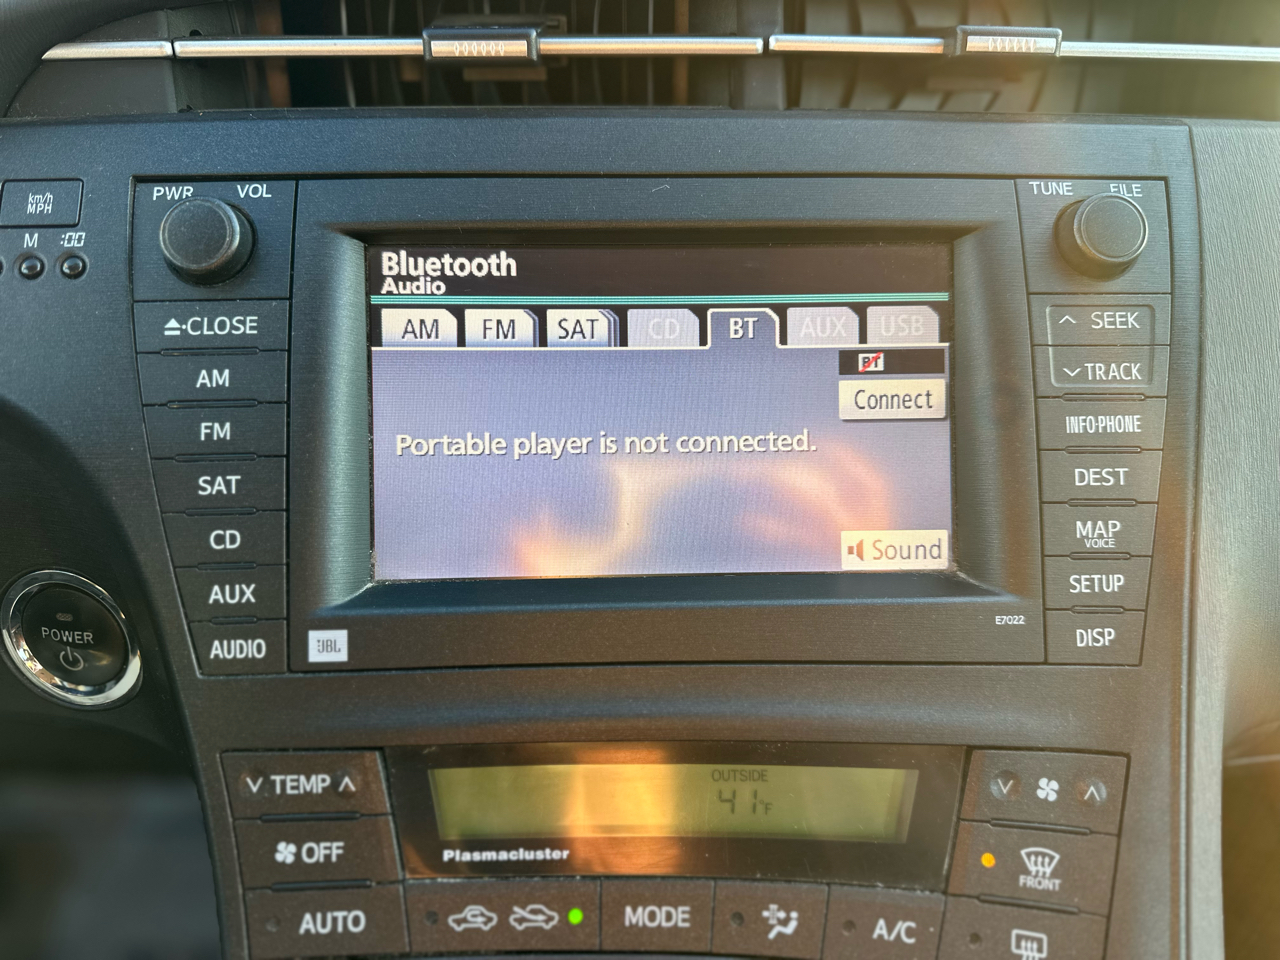 km/h
MPH
M :00
PWR VOL
TUNE FILE
Bluetooth
Audio
AM FM SAT CD BT AUX USB
BT
Connect
Portable player is not connected.
Sound
CLOSE
AM
FM
SAT
CD
AUX
AUDIO
SEEK
TRACK
INFO·PHONE
DEST
MAP
VOICE
SETUP
DISP
E7022
JBL
POWER
TEMP
OFF
AUTO
OUTSIDE
41°F
Plasmacluster
FRONT
MODE
A/C